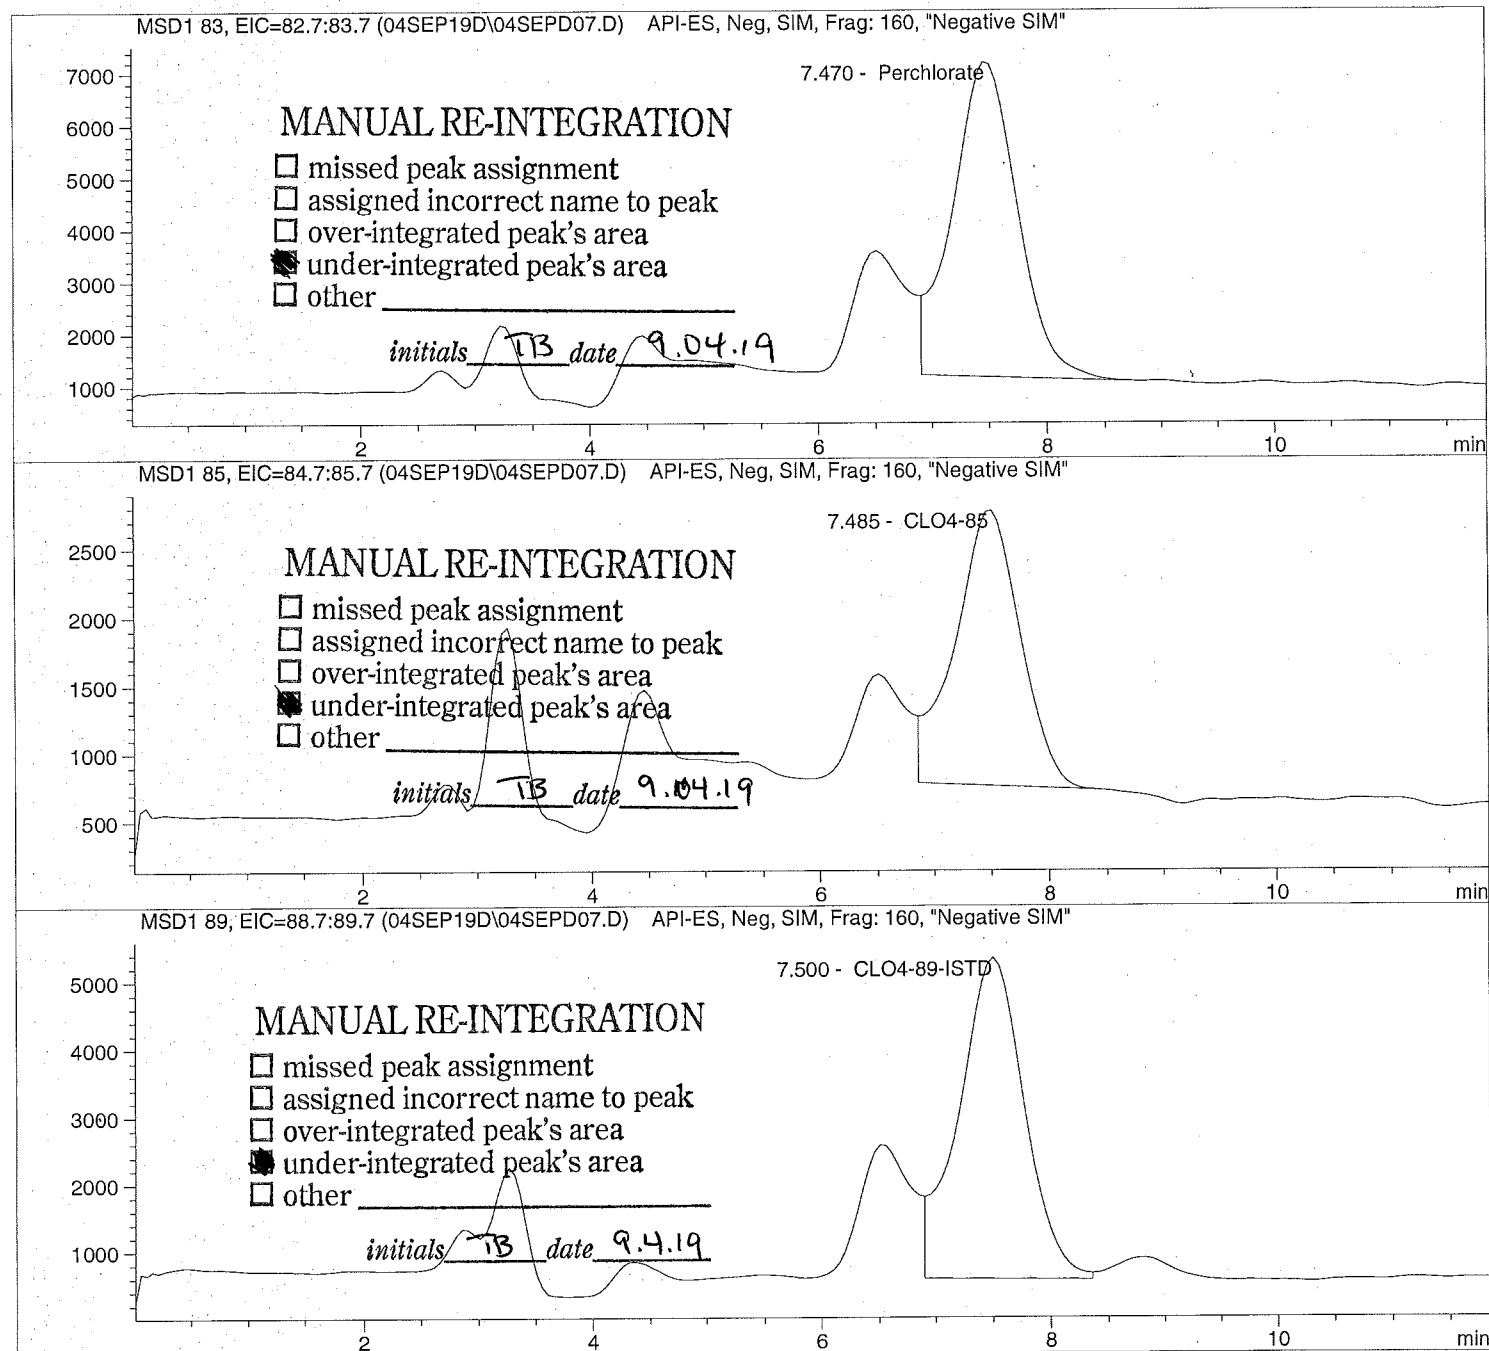 MSD1 83, EIC=82.7:83.7 (04SEP19D\04SEPD07.D) API-ES, Neg, SIM, Frag: 160, "Negative SIM"
7000
7.470 - Perchlorate
MANUAL RE-INTEGRATION
6000
☐ missed peak assignment
5000
☐ assigned incorrect name to peak
4000
☐ over-integrated peak's area
☒ under-integrated peak's area
3000
☐ other
2000
initials TB date 9.04.19
1000
2 4 6 8 10 min
MSD1 85, EIC=84.7:85.7 (04SEP19D\04SEPD07.D) API-ES, Neg, SIM, Frag: 160, "Negative SIM"
7.485 - CLO4-85
2500
MANUAL RE-INTEGRATION
☐ missed peak assignment
2000
☐ assigned incorrect name to peak
☐ over-integrated peak's area
1500
☒ under-integrated peak's area
☐ other
1000
initials TB date 9.04.19
500
2 4 6 8 10 min
MSD1 89, EIC=88.7:89.7 (04SEP19D\04SEPD07.D) API-ES, Neg, SIM, Frag: 160, "Negative SIM"
7.500 - CLO4-89-ISTD
5000
MANUAL RE-INTEGRATION
4000
☐ missed peak assignment
☐ assigned incorrect name to peak
3000
☐ over-integrated peak's area
☒ under-integrated peak's area
2000
☐ other
initials TB date 9.4.19
1000
2 4 6 8 10 min